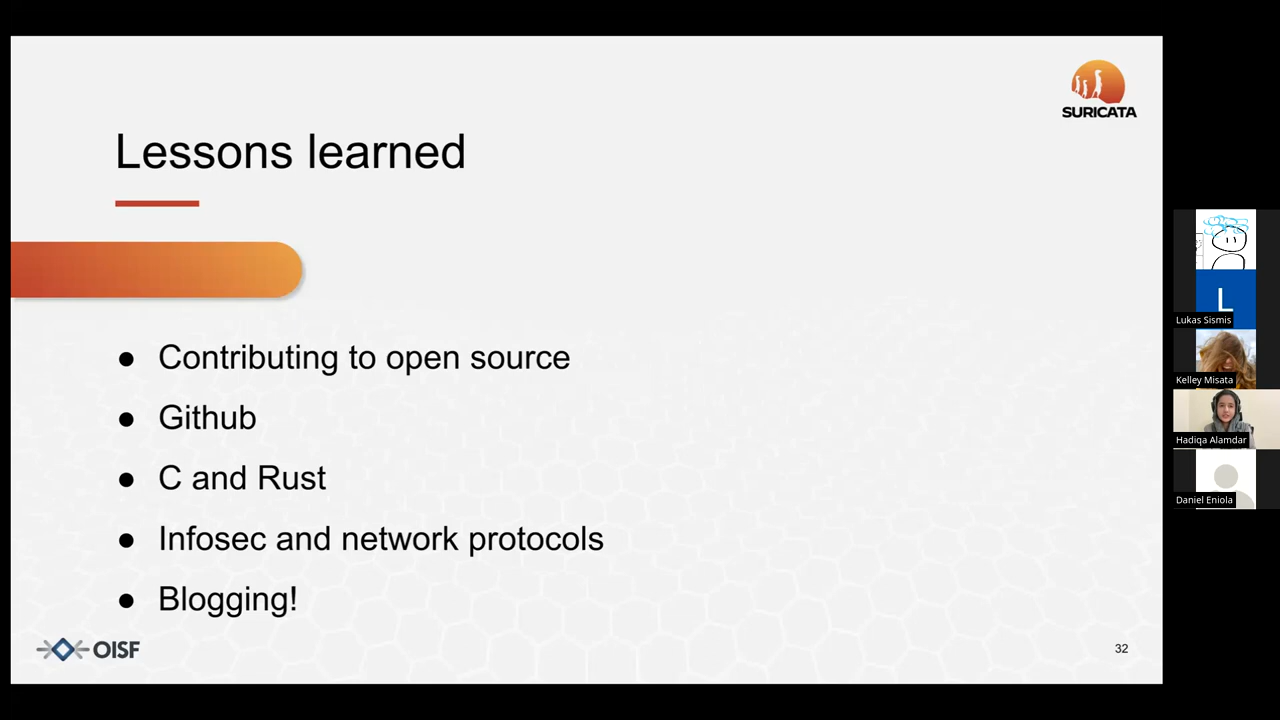 SURICATA
Lessons learned
● Contributing to open source
● Github
● C and Rust
● Infosec and network protocols
● Blogging!
OISF
32
L
Lukas Sismis
Kelley Misata
Hadiqa Alamdar
Daniel Eniola